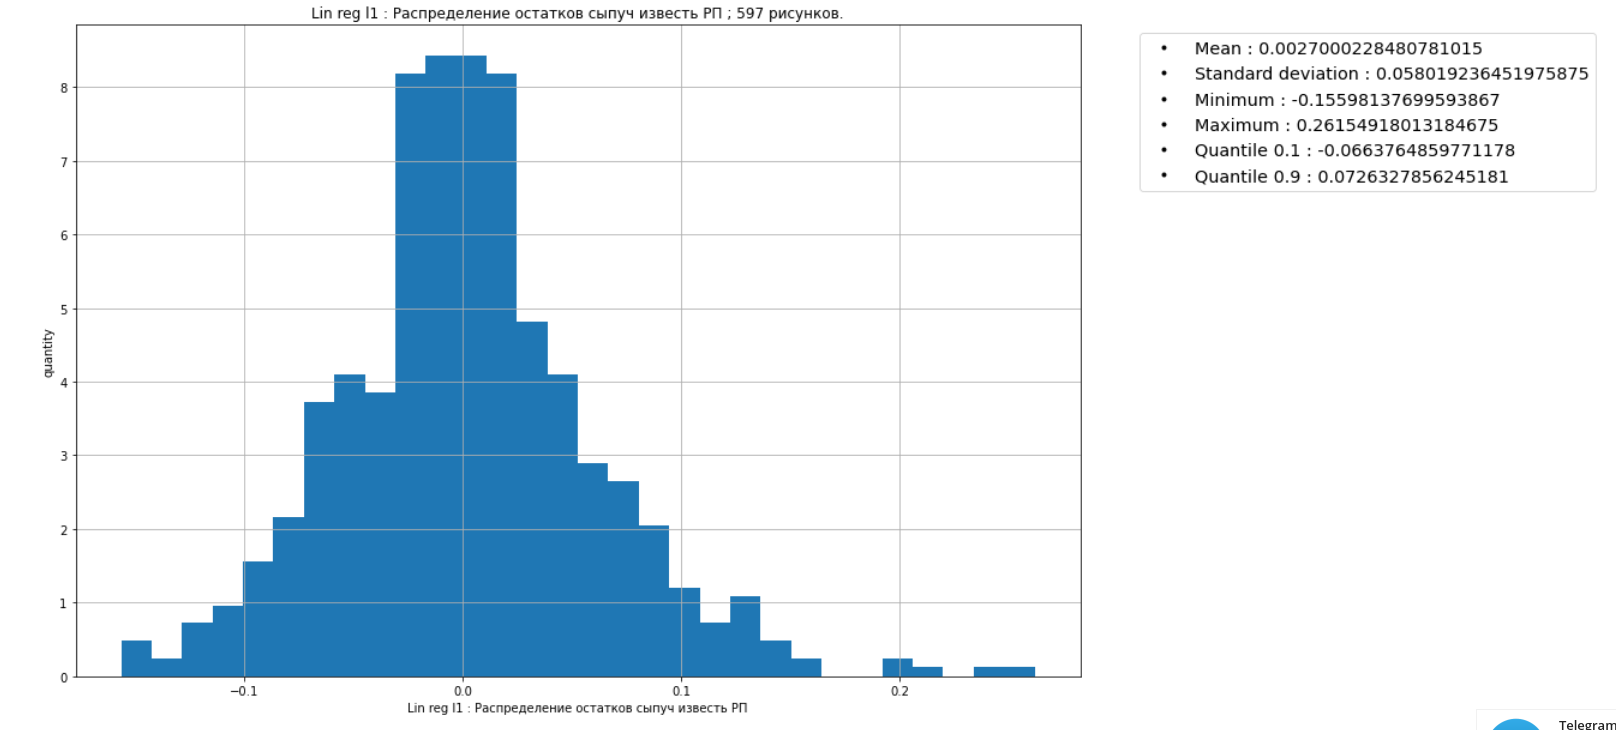 Lin reg l1 : Распределение остатков сыпуч известь РП ; 597 рисунков.
8
7
6
5
4
3
2
1
0
quantity
−0.1
0.0
0.1
0.2
Lin reg l1 : Распределение остатков сыпуч известь РП
• Mean : 0.0027000228480781015
• Standard deviation : 0.058019236451975875
• Minimum : -0.15598137699593867
• Maximum : 0.26154918013184675
• Quantile 0.1 : -0.0663764859771178
• Quantile 0.9 : 0.0726327856245181
Telegram